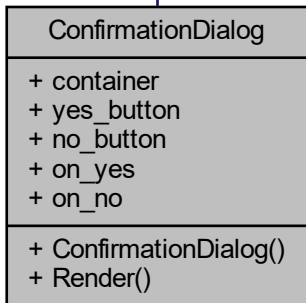 ConfirmationDialog
+ container
+ yes_button
+ no_button
+ on_yes
+ on_no
+ ConfirmationDialog()
+ Render()